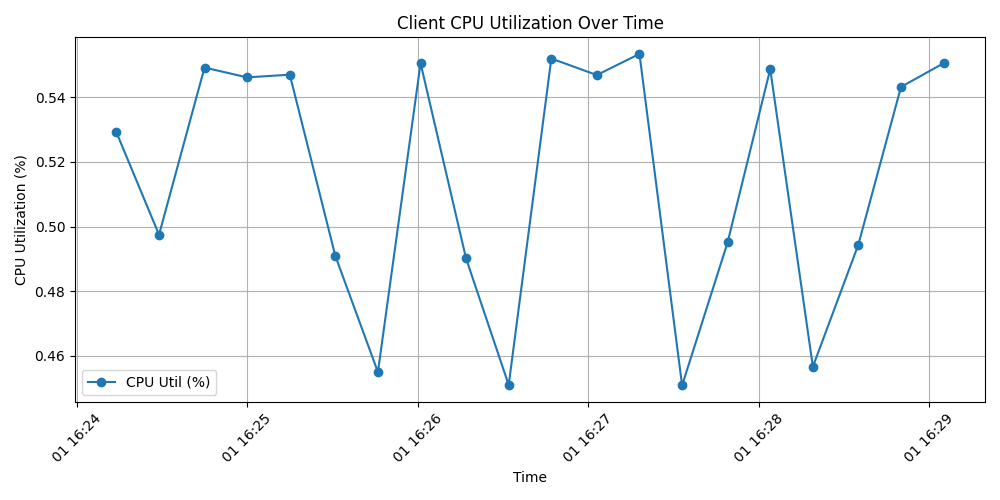 Client CPU Utilization Over Time
CPU Utilization (%)
0.54
0.52
0.50
0.48
0.46
CPU Util (%)
01 16:24
01 16:25
01 16:26
01 16:27
01 16:28
01 16:29
Time